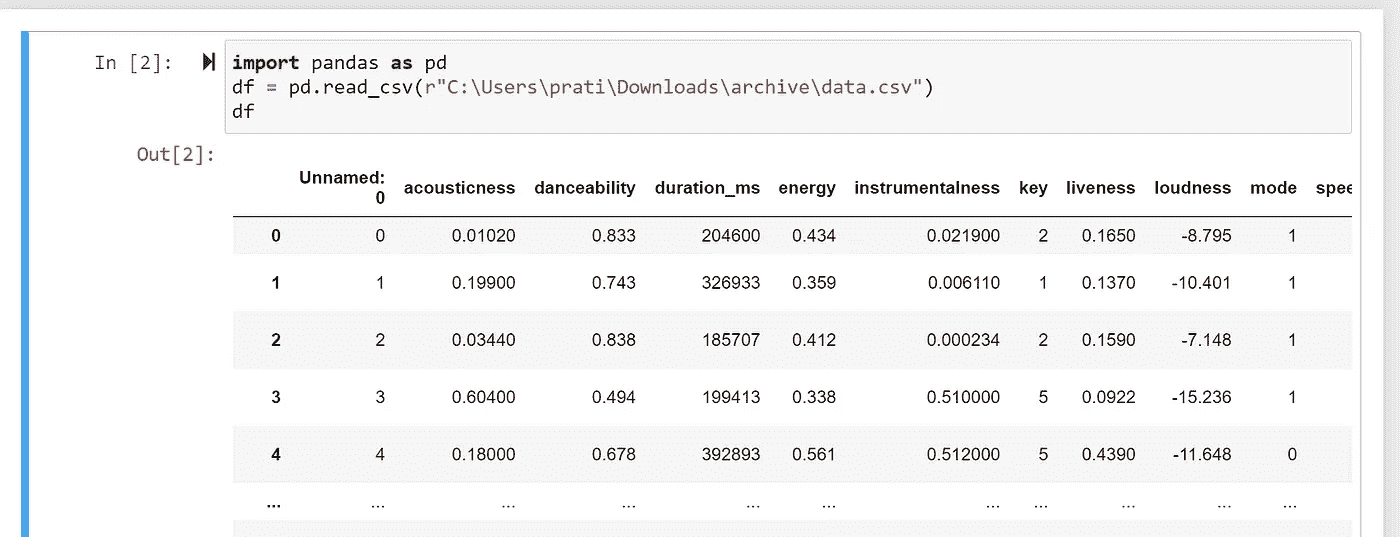 In [2]:
import pandas as pd
df = pd.read_csv(r"C:\Users\prati\Downloads\archive\data.csv")
df
Out[2]:
Unnamed: 0 acousticness danceability duration_ms energy instrumentalness key liveness loudness mode spee
0 0 0.01020 0.833 204600 0.434 0.021900 2 0.1650 -8.795 1
1 1 0.19900 0.743 326933 0.359 0.006110 1 0.1370 -10.401 1
2 2 0.03440 0.838 185707 0.412 0.000234 2 0.1590 -7.148 1
3 3 0.60400 0.494 199413 0.338 0.510000 5 0.0922 -15.236 1
4 4 0.18000 0.678 392893 0.561 0.512000 5 0.4390 -11.648 0
... ... ... ... ... ... ... ... ... ... ...